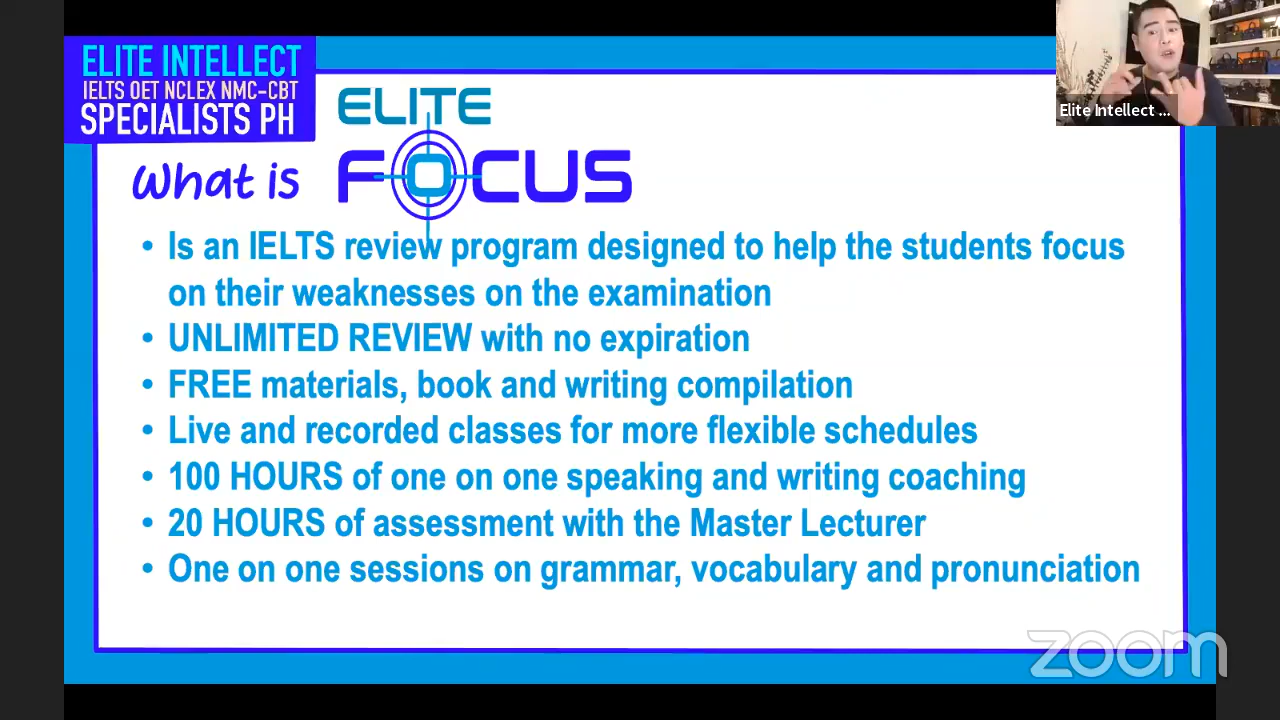 ELITE INTELLECT
IELTS OET NCLEX NMC-CBT
SPECIALISTS PH
ELITE
What is FOCUS
• Is an IELTS review program designed to help the students focus
on their weaknesses on the examination
• UNLIMITED REVIEW with no expiration
• FREE materials, book and writing compilation
• Live and recorded classes for more flexible schedules
• 100 HOURS of one on one speaking and writing coaching
• 20 HOURS of assessment with the Master Lecturer
• One on one sessions on grammar, vocabulary and pronunciation
Elite Intellect ...
zoom